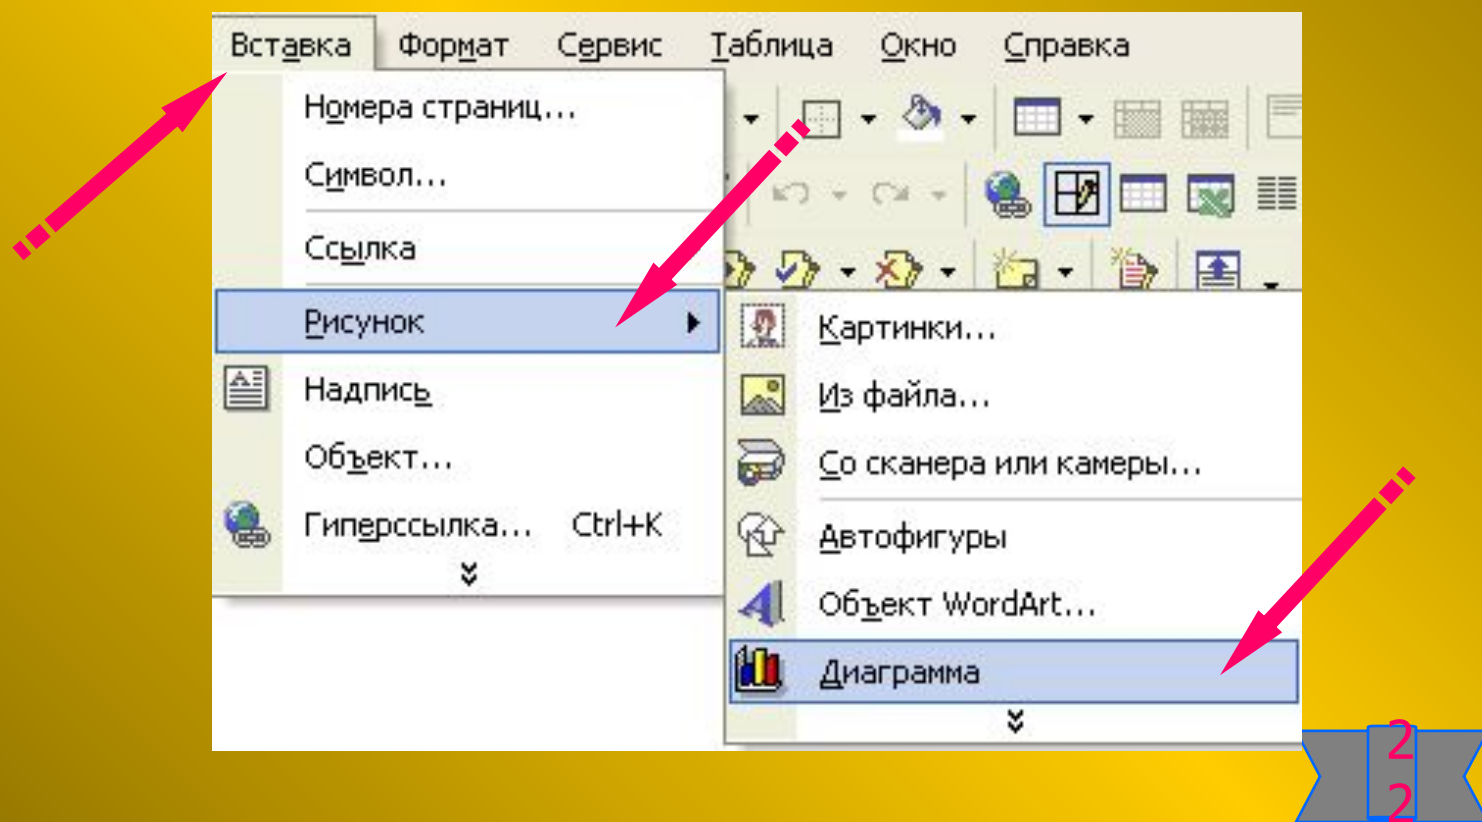 Вставка Формат Сервис Таблица Окно Справка
Номера страниц...
Символ...
Ссылка
Рисунок
Надпись
Объект...
Гиперссылка... Ctrl+K
Картинки...
Из файла...
Со сканера или камеры...
Автофигуры
Объект WordArt...
Диаграмма
2
2